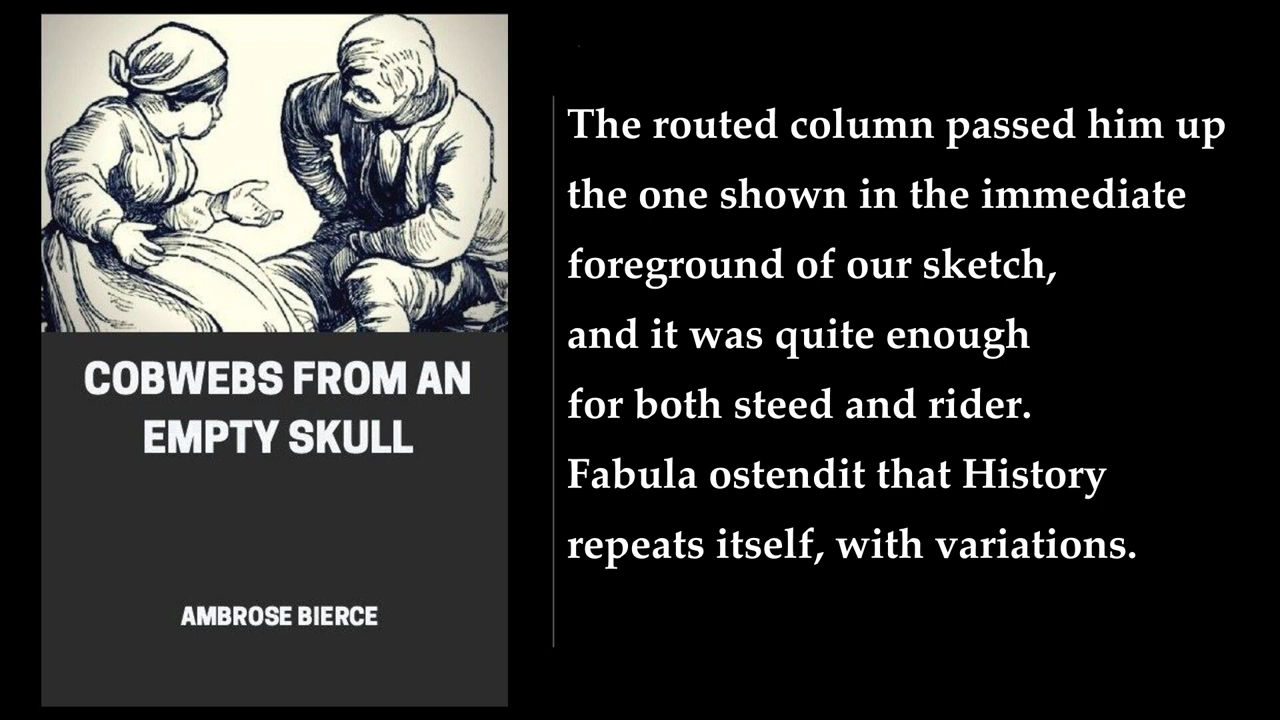 COBWEBS FROM AN
EMPTY SKULL
AMBROSE BIERCE
The routed column passed him up
the one shown in the immediate
foreground of our sketch,
and it was quite enough
for both steed and rider.
Fabula ostendit that History
repeats itself, with variations.